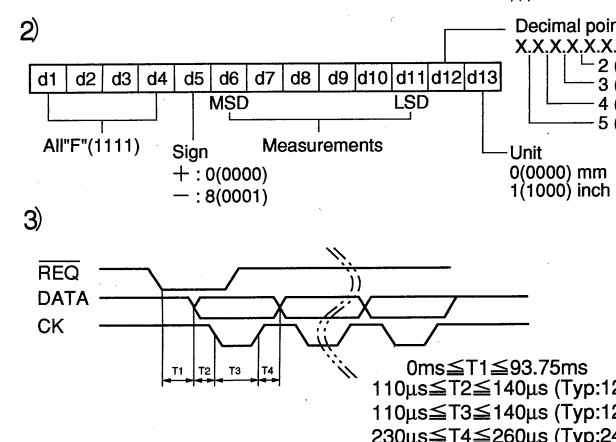 2)
Decimal poin
X.X.X.X.X.X.
2 (
3 (
4 (
5 (
d1 d2 d3 d4 d5 d6 d7 d8 d9 d10 d11 d12 d13
MSD LSD
All"F"(1111)
Sign
+ : 0(0000)
− : 8(0001)
Measurements
Unit
0(0000) mm
1(1000) inch
3)
REQ
DATA
CK
T1 T2 T3 T4
0ms≦T1≦93.75ms
110μs≦T2≦140μs (Typ:12
110μs≦T3≦140μs (Typ:12
230μs≦T4≦260μs (Typ:24